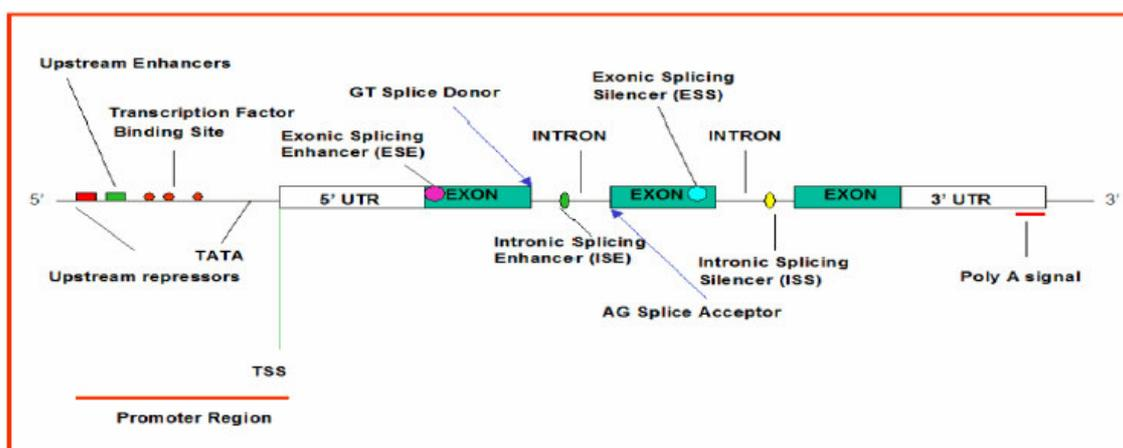 Upstream Enhancers
Transcription Factor
Binding Site
GT Splice Donor
Exonic Splicing
Enhancer (ESE)
INTRON
Exonic Splicing
Silencer (ESS)
INTRON
5'
5' UTR
EXON
EXON
EXON
3' UTR
3'
TATA
Upstream repressors
Intronic Splicing
Enhancer (ISE)
Intronic Splicing
Silencer (ISS)
Poly A signal
AG Splice Acceptor
TSS
Promoter Region